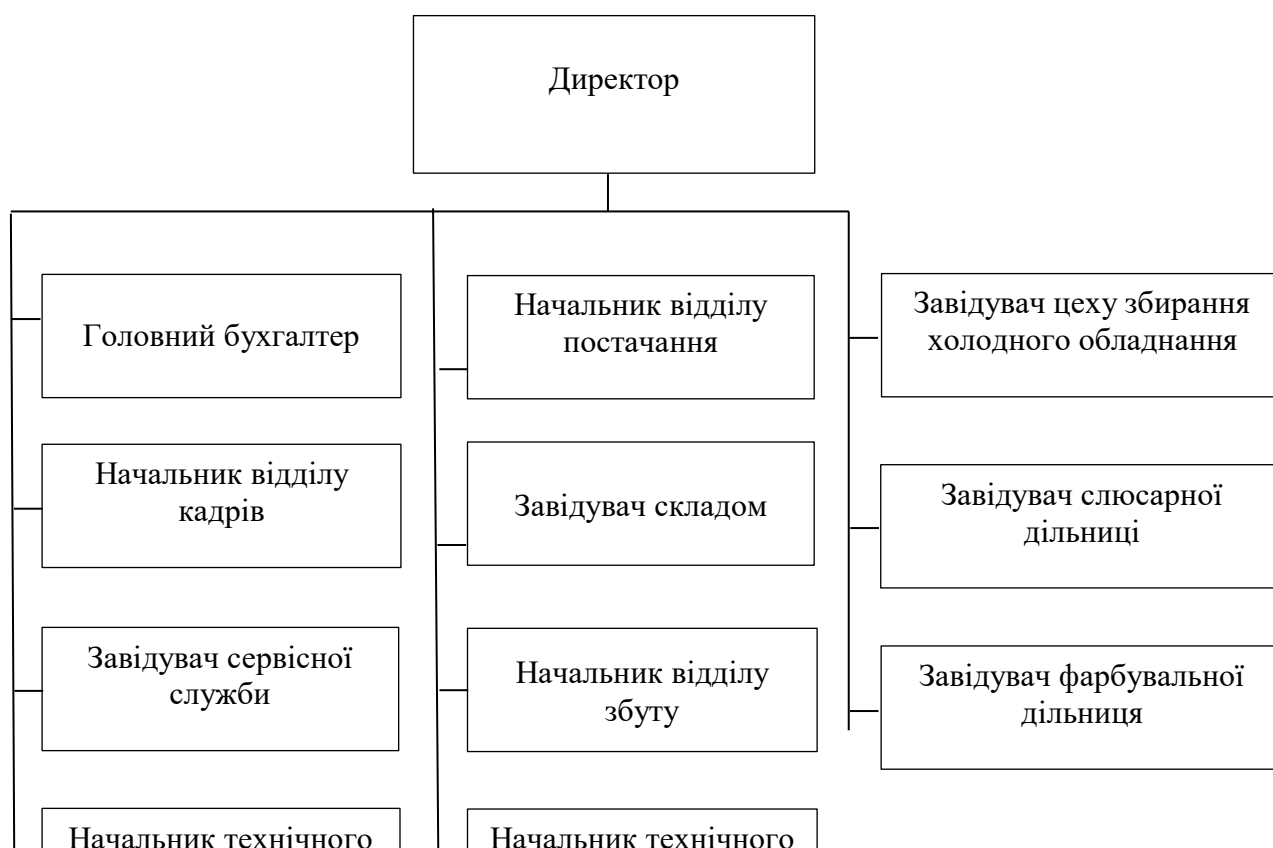 Директор
Головний бухгалтер
Начальник відділу
кадрів
Завідувач сервісної
служби
Начальник технічного
Начальник відділу
постачання
Завідувач складом
Начальник відділу
збуту
Начальник технічного
Завідувач цеху збирання
холодного обладнання
Завідувач слюсарної
дільниці
Завідувач фарбувальної
дільниця